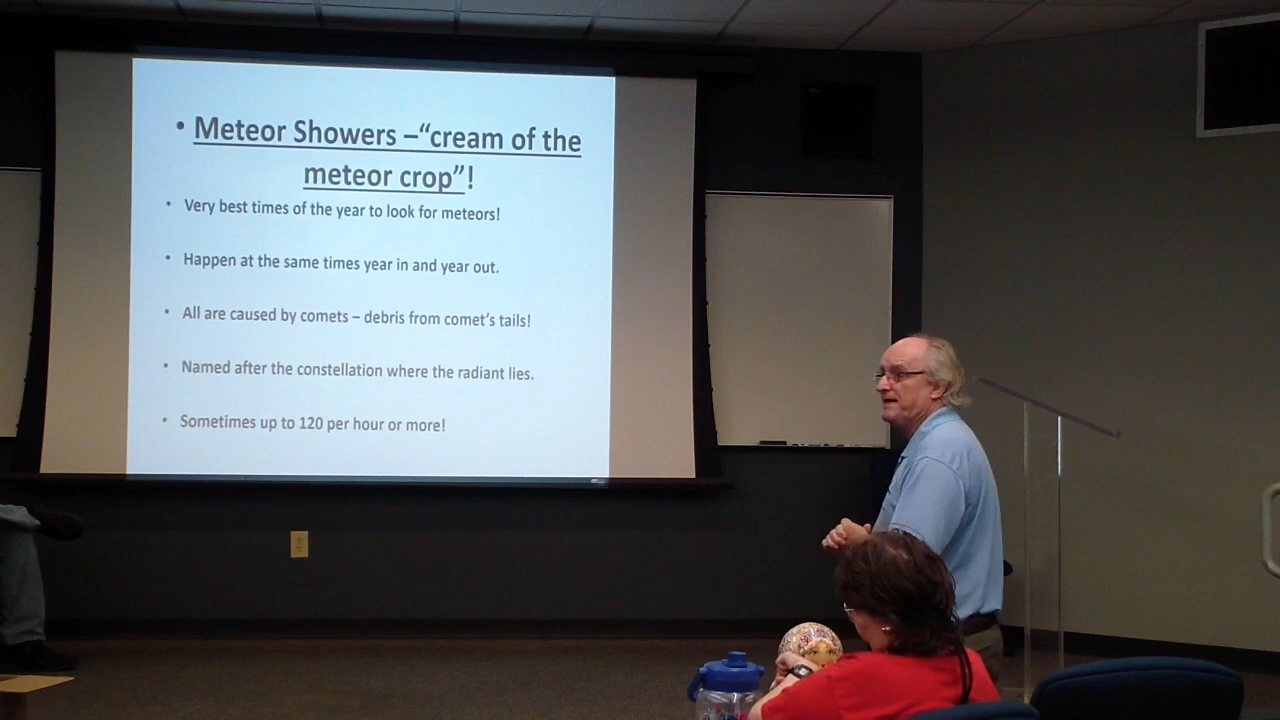 • Meteor Showers –“cream of the
meteor crop”!
• Very best times of the year to look for meteors!
• Happen at the same times year in and year out.
• All are caused by comets – debris from comet’s tails!
• Named after the constellation where the radiant lies.
• Sometimes up to 120 per hour or more!